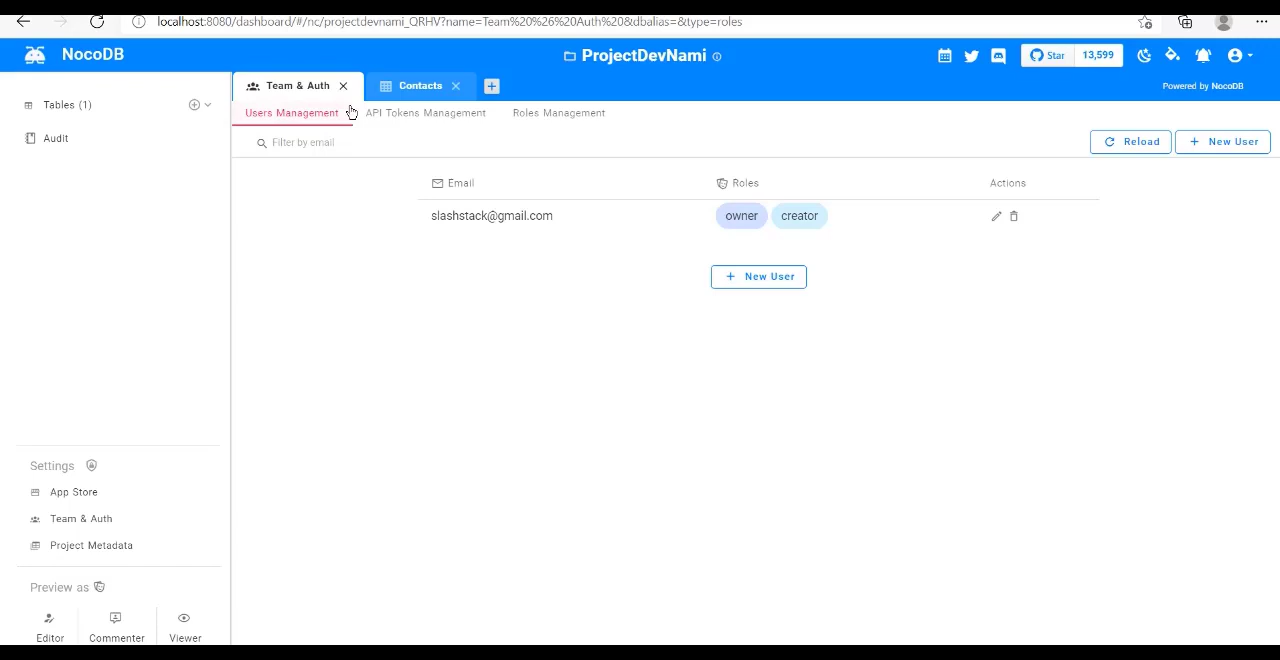 localhost:8080/dashboard/#/nc/projectdevnami_QRHV?name=Team%20%26%20Auth%20&dbalias=&type=roles
NocoDB
ProjectDevNami
Star 13,599
Team & Auth
Contacts
Powered by NocoDB
Tables (1)
Users Management
API Tokens Management
Roles Management
Audit
Filter by email
Reload
New User
Email
Roles
Actions
slashstack@gmail.com
owner
creator
New User
Settings
App Store
Team & Auth
Project Metadata
Preview as
Editor
Commenter
Viewer